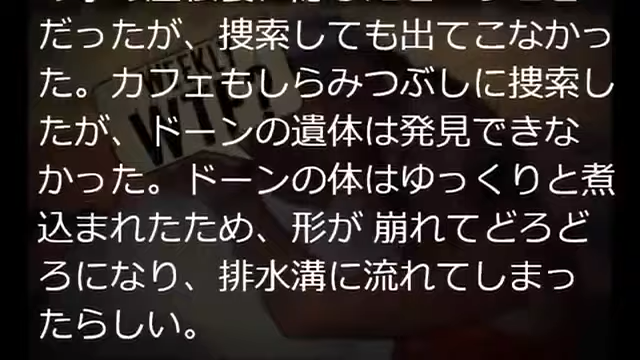 だったが、捜索しても出てこなかっ
た。カフェもしらみつぶしに捜索し
たが、ドーンの遺体は発見できな
かった。ドーンの体はゆっくりと煮
込まれたため、形が 崩れてどろど
ろになり、排水溝に流れてしまっ
たらしい。
WEEKLY
WTF?